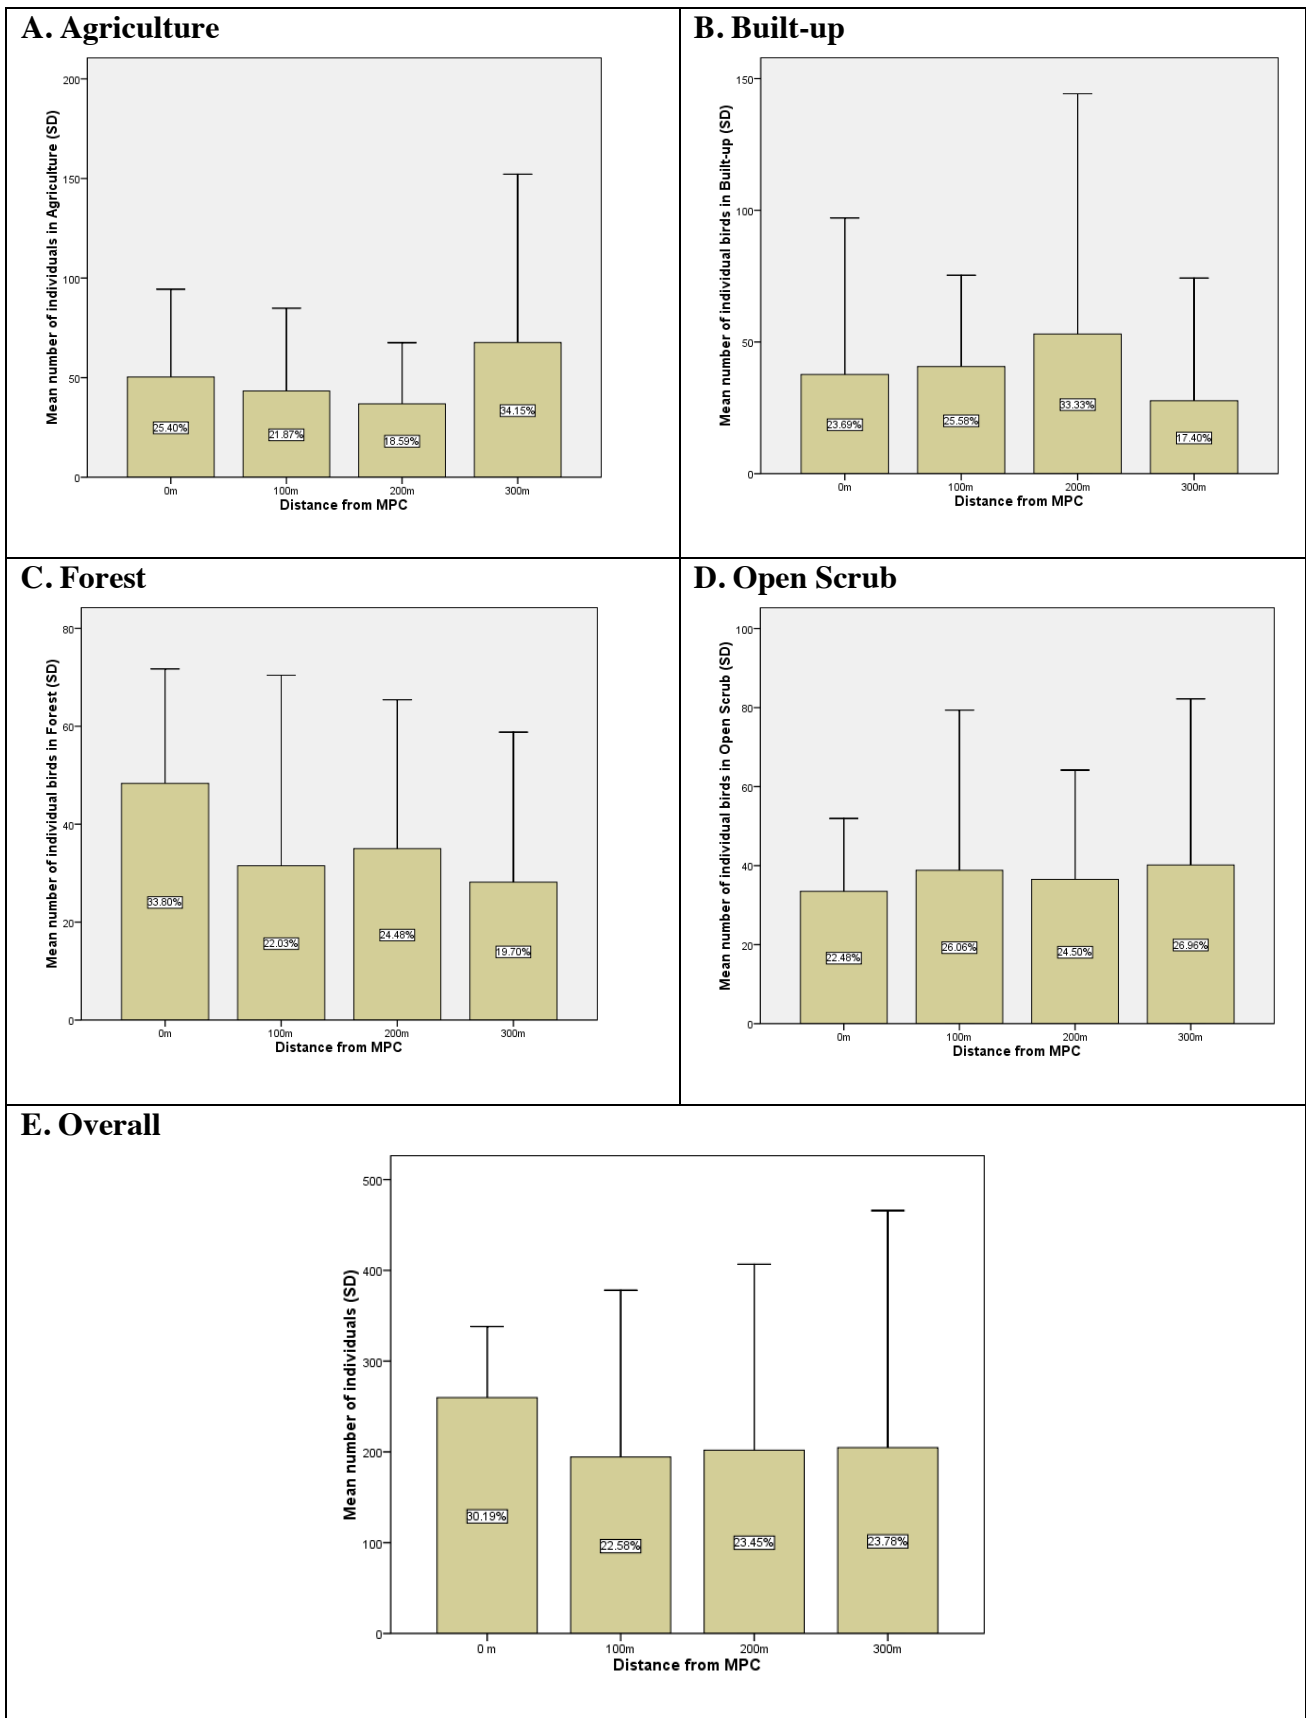 A. Agriculture
Mean number of individuals in Agriculture (SD)
200
150
100
50
0
25.40%
21.87%
18.59%
34.15%
0m 100m 200m 300m
Distance from MPC
B. Built-up
Mean number of individual birds in Built-up (SD)
150
100
50
0
23.69%
25.58%
33.33%
17.40%
0m 100m 200m 300m
Distance from MPC
C. Forest
Mean number of individual birds in Forest (SD)
80
60
40
20
0
33.80%
22.03%
24.48%
19.70%
0m 100m 200m 300m
Distance from MPC
D. Open Scrub
Mean number of individual birds in Open Scrub (SD)
100
80
60
40
20
0
22.48%
26.06%
24.50%
26.96%
0m 100m 200m 300m
Distance from MPC
E. Overall
Mean number of individuals (SD)
500
400
300
200
100
0
30.19%
22.58%
23.45%
23.78%
0 m 100m 200m 300m
Distance from MPC